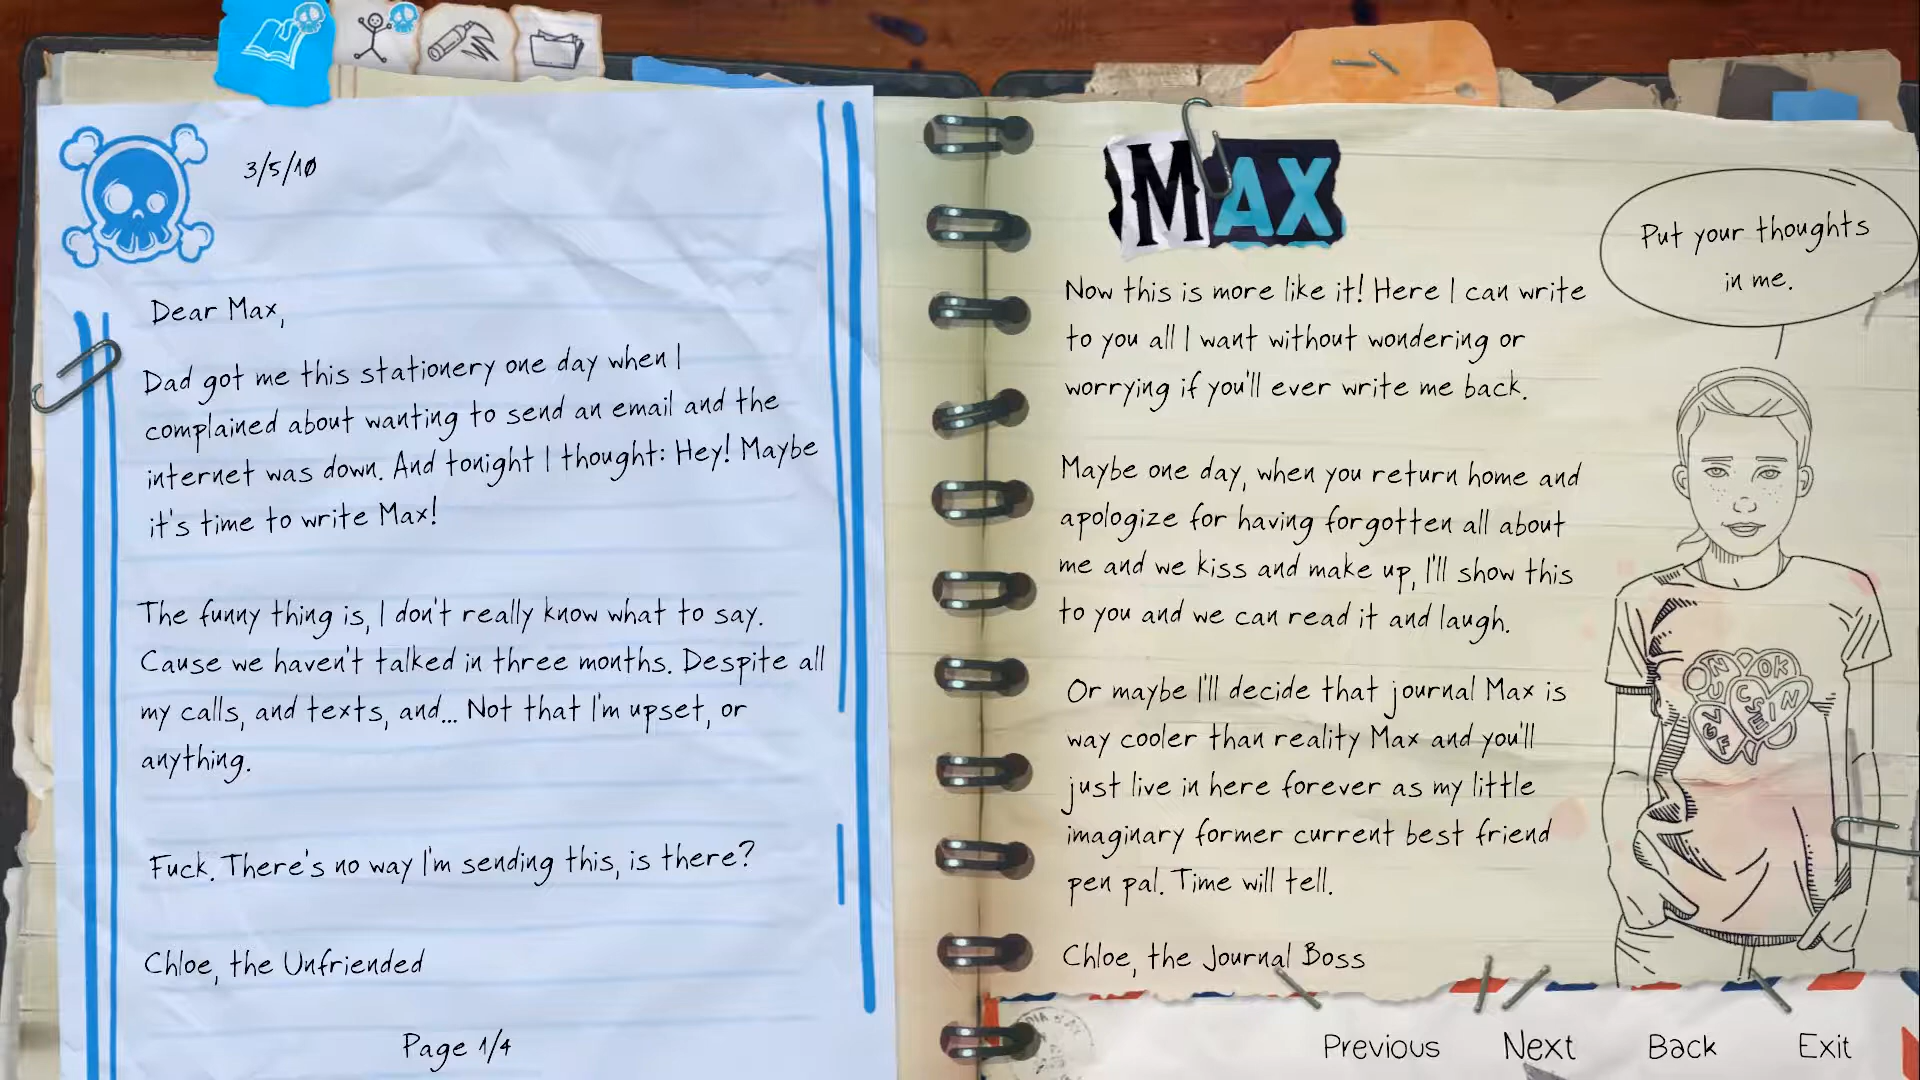 3/5/10
Dear Max,
Dad got me this stationery one day when I
complained about wanting to send an email and the
internet was down. And tonight I thought: Hey! Maybe
it's time to write Max!
The funny thing is, I don't really know what to say.
Cause we haven't talked in three months. Despite all
my calls, and texts, and... Not that I'm upset, or
anything.
Fuck. There's no way I'm sending this, is there?
Chloe, the Unfriended
Page 1/4
MAX
Now this is more like it! Here I can write
to you all I want without wondering or
worrying if you'll ever write me back.
Maybe one day, when you return home and
apologize for having forgotten all about
me and we kiss and make up, I'll show this
to you and we can read it and laugh.
Or maybe I'll decide that journal Max is
way cooler than reality Max and you'll
just live in here forever as my little
imaginary former current best friend
pen pal. Time will tell.
Chloe, the Journal Boss
Put your thoughts
in me.
Previous
Next
Back
Exit